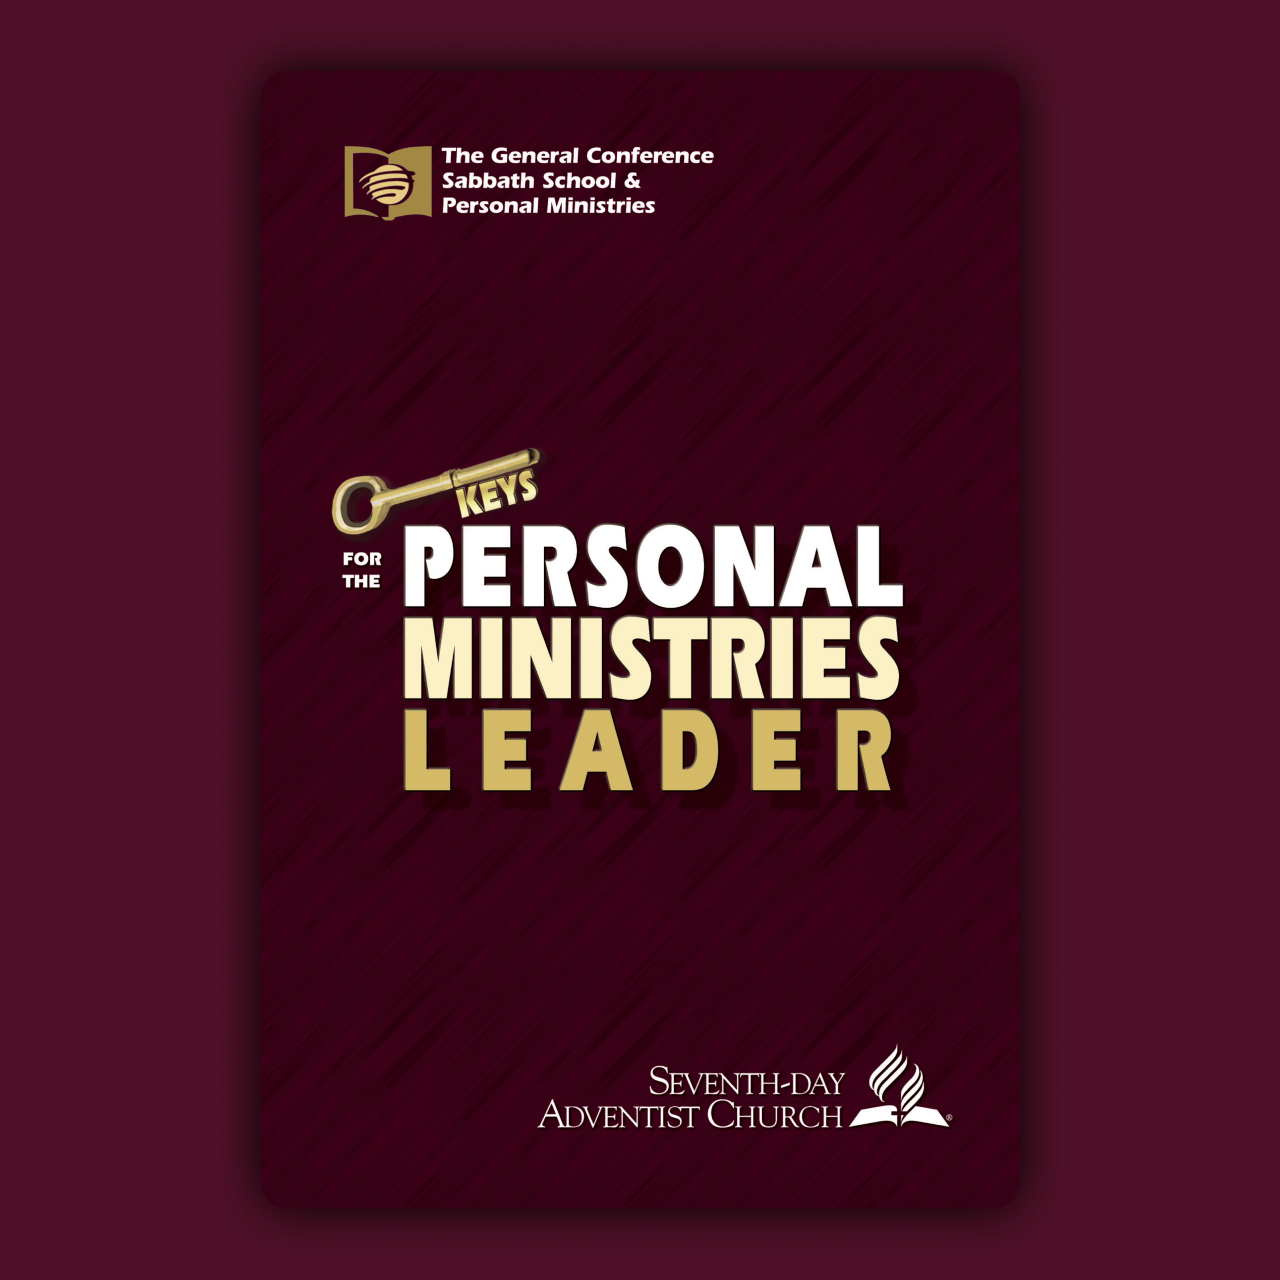 The General Conference
Sabbath School &
Personal Ministries
KEYS
FOR
THE
PERSONAL
MINISTRIES
LEADER
SEVENTH-DAY
ADVENTIST CHURCH®